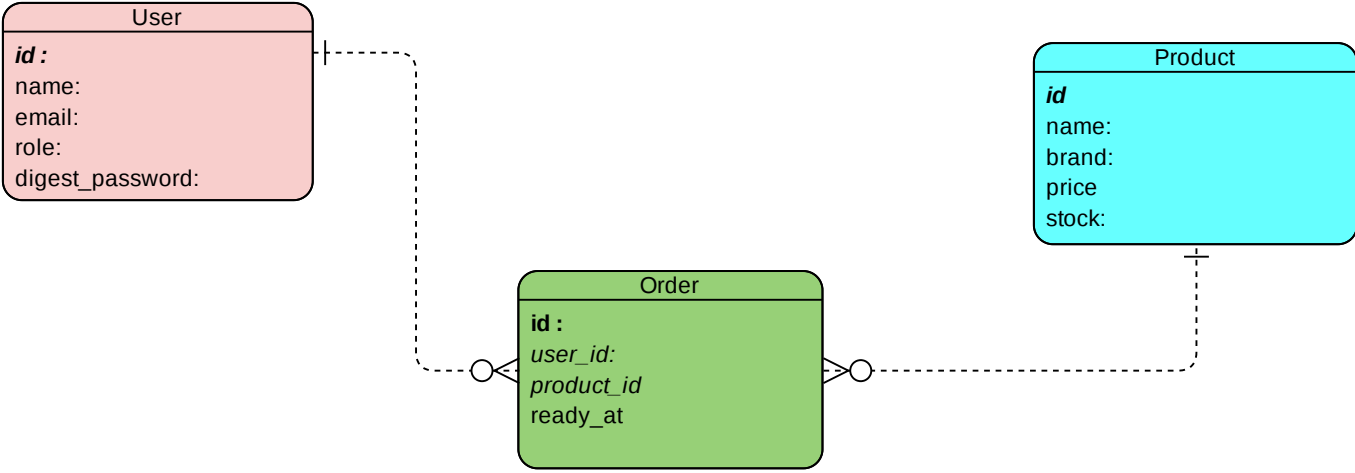 User
id :
name:
email:
role:
digest_password:
Product
id
name:
brand:
price
stock:
Order
id :
user_id:
product_id
ready_at